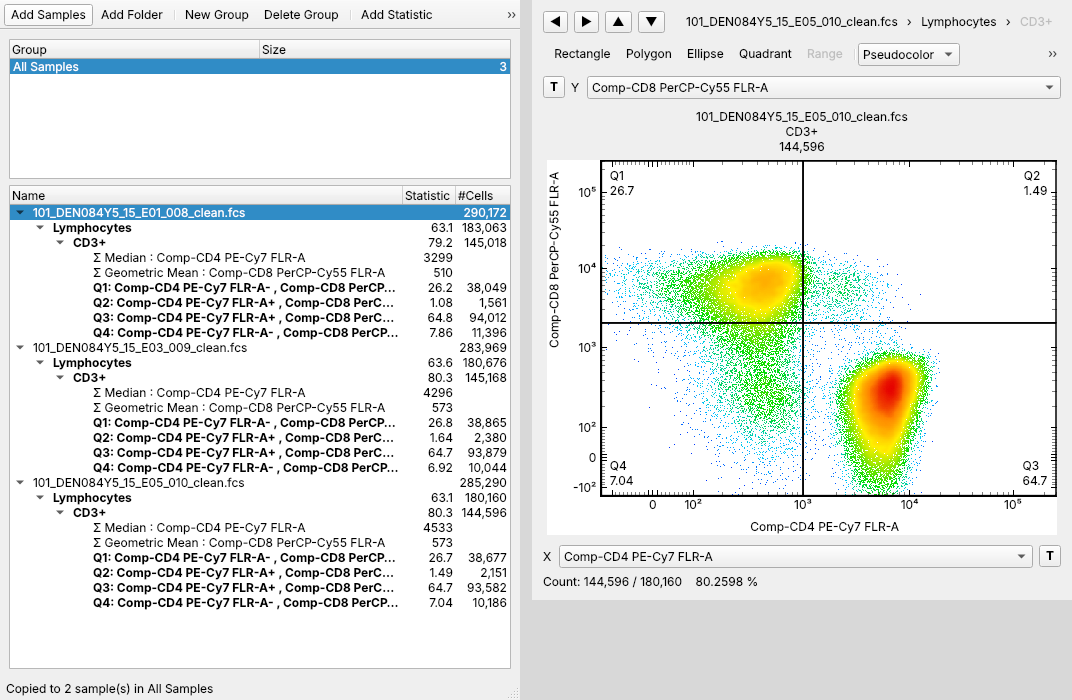 Add Samples Add Folder New Group Delete Group Add Statistic »
Group Size
All Samples 3
Name Statistic #Cells
101_DEN084Y5_15_E01_008_clean.fcs 290,172
Lymphocytes 63.1 183,063
CD3+ 79.2 145,018
Σ Median : Comp-CD4 PE-Cy7 FLR-A 3299
Σ Geometric Mean : Comp-CD8 PerCP-Cy55 FLR-A 510
Q1: Comp-CD4 PE-Cy7 FLR-A- , Comp-CD8 PerCP... 26.2 38,049
Q2: Comp-CD4 PE-Cy7 FLR-A+ , Comp-CD8 PerC... 1.08 1,561
Q3: Comp-CD4 PE-Cy7 FLR-A+ , Comp-CD8 PerC... 64.8 94,012
Q4: Comp-CD4 PE-Cy7 FLR-A- , Comp-CD8 PerCP... 7.86 11,396
101_DEN084Y5_15_E03_009_clean.fcs 283,969
Lymphocytes 63.6 180,676
CD3+ 80.3 145,168
Σ Median : Comp-CD4 PE-Cy7 FLR-A 4296
Σ Geometric Mean : Comp-CD8 PerCP-Cy55 FLR-A 573
Q1: Comp-CD4 PE-Cy7 FLR-A- , Comp-CD8 PerCP... 26.8 38,865
Q2: Comp-CD4 PE-Cy7 FLR-A+ , Comp-CD8 PerC... 1.64 2,380
Q3: Comp-CD4 PE-Cy7 FLR-A+ , Comp-CD8 PerC... 64.7 93,879
Q4: Comp-CD4 PE-Cy7 FLR-A- , Comp-CD8 PerCP... 6.92 10,044
101_DEN084Y5_15_E05_010_clean.fcs 285,290
Lymphocytes 63.1 180,160
CD3+ 80.3 144,596
Σ Median : Comp-CD4 PE-Cy7 FLR-A 4533
Σ Geometric Mean : Comp-CD8 PerCP-Cy55 FLR-A 573
Q1: Comp-CD4 PE-Cy7 FLR-A- , Comp-CD8 PerCP... 26.7 38,677
Q2: Comp-CD4 PE-Cy7 FLR-A+ , Comp-CD8 PerC... 1.49 2,151
Q3: Comp-CD4 PE-Cy7 FLR-A+ , Comp-CD8 PerC... 64.7 93,582
Q4: Comp-CD4 PE-Cy7 FLR-A- , Comp-CD8 PerCP... 7.04 10,186
Copied to 2 sample(s) in All Samples
101_DEN084Y5_15_E05_010_clean.fcs › Lymphocytes › CD3+
Rectangle Polygon Ellipse Quadrant Range Pseudocolor »
T Y Comp-CD8 PerCP-Cy55 FLR-A
101_DEN084Y5_15_E05_010_clean.fcs
CD3+
144,596
Comp-CD8 PerCP-Cy55 FLR-A
10⁵
10⁴
10³
10²
0
-10²
Q1 Q2
26.7 1.49
Q4 Q3
7.04 64.7
0 10² 10³ 10⁴ 10⁵
Comp-CD4 PE-Cy7 FLR-A
X Comp-CD4 PE-Cy7 FLR-A T
Count: 144,596 / 180,160 80.2598 %